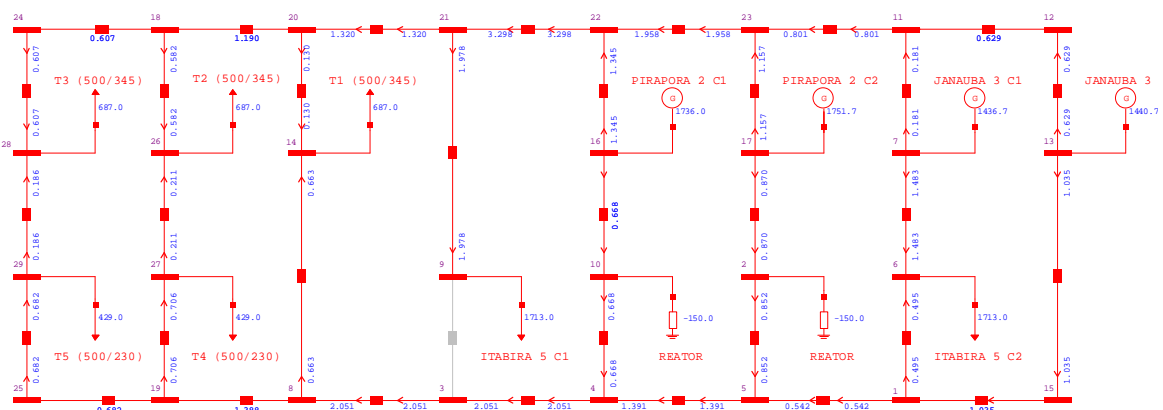 24 18 20 21 22 23 11 12
0.607 1.190 1.320 1.320 3.298 3.298 1.958 1.958 0.801 0.801 0.629
0.607 0.582 0.130 1.978 1.345 1.157 0.181 0.629
T3 (500/345) T2 (500/345) T1 (500/345) PIRAPORA 2 C1 PIRAPORA 2 C2 JANAUBA 3 C1 JANAUBA 3
G G G G
687.0 687.0 687.0 1736.0 1751.7 1436.7 1440.7
0.607 0.582 0.130 1.345 1.157 0.181 0.629
28 26 14 16 17 7 13
0.186 0.211 0.663 0.870 1.483 1.035
0.668
0.186 0.211 1.978 0.870 1.483
29 27 9 10 2 6
0.682 0.706 0.668 0.852 0.495
429.0 429.0 1713.0 -150.0 -150.0 1713.0
T5 (500/230) T4 (500/230) ITABIRA 5 C1 REATOR REATOR ITABIRA 5 C2
0.682 0.706 0.663 0.668 0.852 0.495 1.035
25 19 8 3 4 5 1 15
0.682 1.388 2.051 2.051 2.051 2.051 1.391 1.391 0.542 0.542 1.035